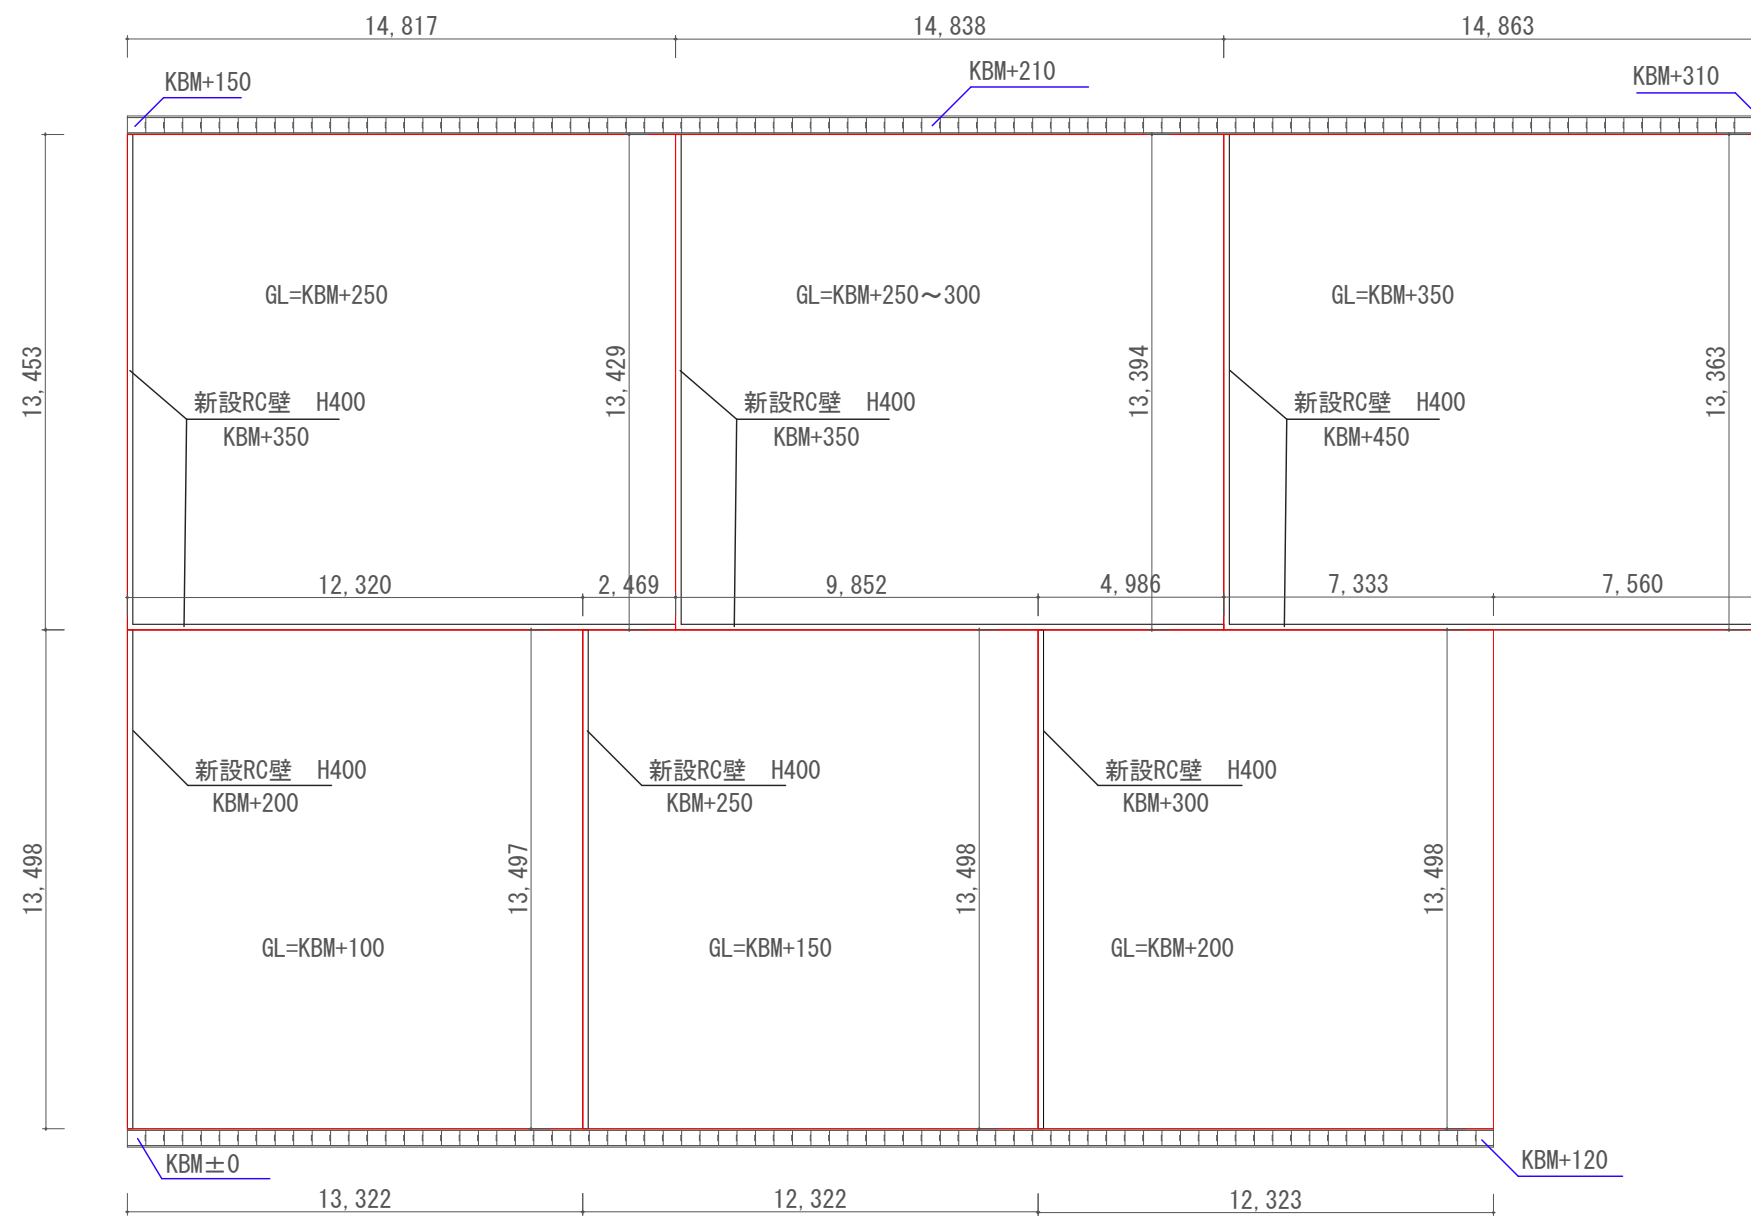 14,817
14,838
14,863
KBM+150
KBM+210
KBM+310
GL=KBM+250
GL=KBM+250～300
GL=KBM+350
13,453
13,429
13,394
13,363
新設RC壁　H400
KBM+350
新設RC壁　H400
KBM+350
新設RC壁　H400
KBM+450
12,320
2,469
9,852
4,986
7,333
7,560
新設RC壁　H400
KBM+200
新設RC壁　H400
KBM+250
新設RC壁　H400
KBM+300
13,498
13,497
13,498
13,498
GL=KBM+100
GL=KBM+150
GL=KBM+200
KBM±0
KBM+120
13,322
12,322
12,323